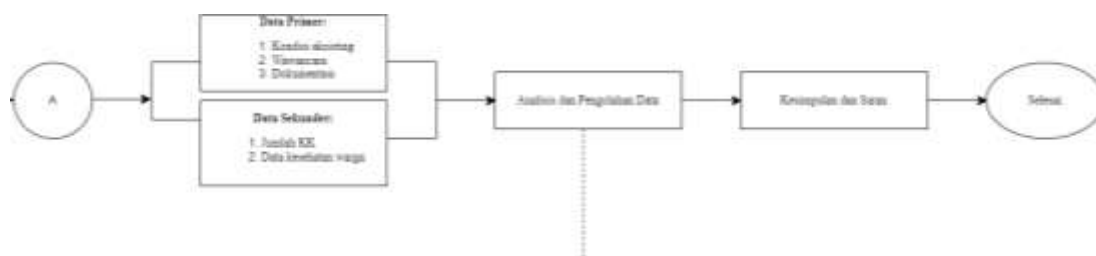 A
Data Primer:
1. Kondisi eksisting
2. Wawancara
3. Dokumentasi
Data Sekunder:
1. Jumlah KK
2. Data kesehatan warga
Analisis dan Pengolahan Data
Kesimpulan dan Saran
Selesai